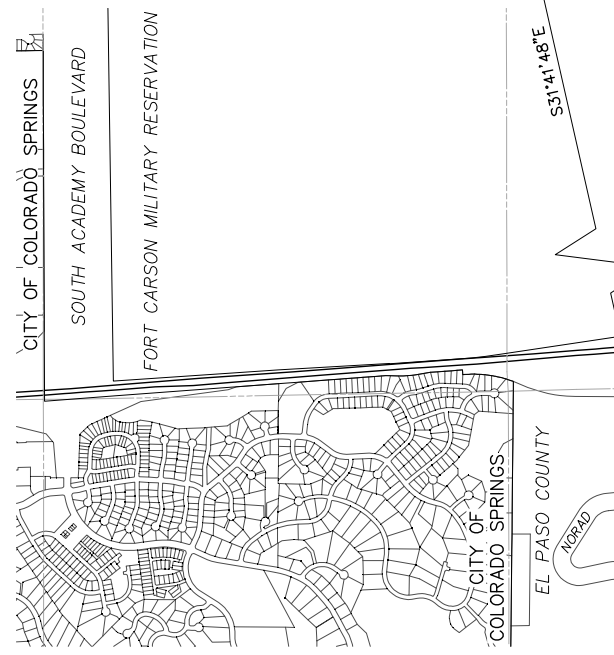 CITY OF COLORADO SPRINGS
SOUTH ACADEMY BOULEVARD
FORT CARSON MILITARY RESERVATION
S31°41'48"E
CITY OF
COLORADO SPRINGS
EL PASO COUNTY
NORAD